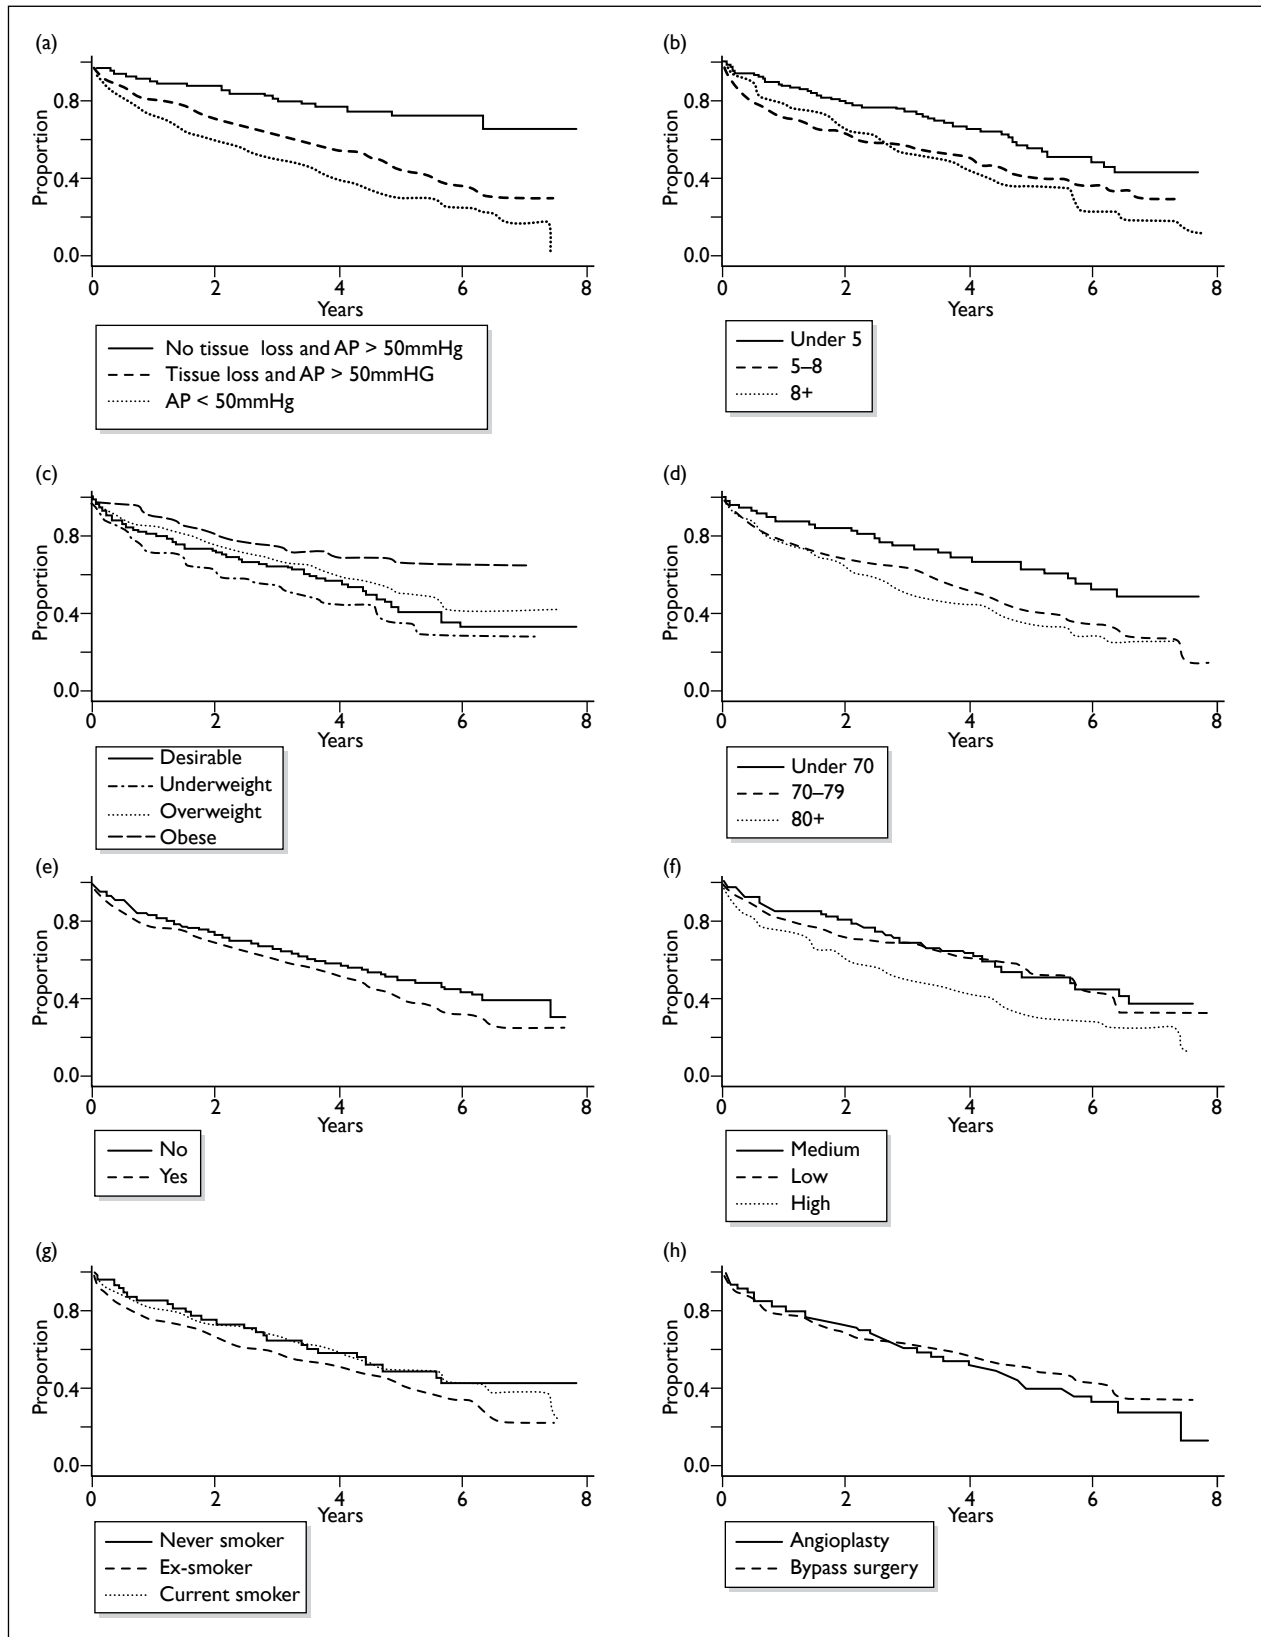 (a)
Proportion
0.8
0.4
0.0
0 2 4 6 8
Years
No tissue loss and AP > 50mmHg
Tissue loss and AP > 50mmHG
AP < 50mmHg
(b)
Proportion
0.8
0.4
0.0
0 2 4 6 8
Years
Under 5
5–8
8+
(c)
Proportion
0.8
0.4
0.0
0 2 4 6 8
Years
Desirable
Underweight
Overweight
Obese
(d)
Proportion
0.8
0.4
0.0
0 2 4 6 8
Years
Under 70
70–79
80+
(e)
Proportion
0.8
0.4
0.0
0 2 4 6 8
Years
No
Yes
(f)
Proportion
0.8
0.4
0.0
0 2 4 6 8
Years
Medium
Low
High
(g)
Proportion
0.8
0.4
0.0
0 2 4 6 8
Years
Never smoker
Ex-smoker
Current smoker
(h)
Proportion
0.8
0.4
0.0
0 2 4 6 8
Years
Angioplasty
Bypass surgery